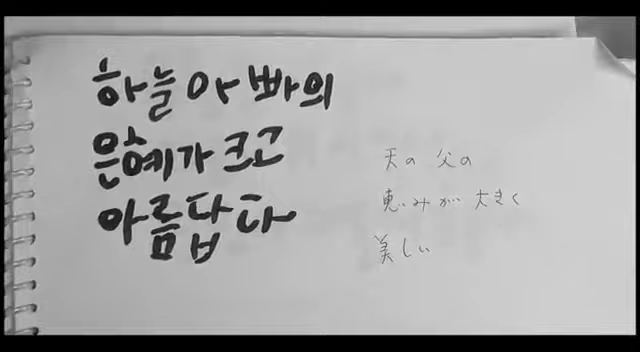 하늘아빠의
은혜가 크고
아름답다
天の 父の
恵みが 大きく
美しい